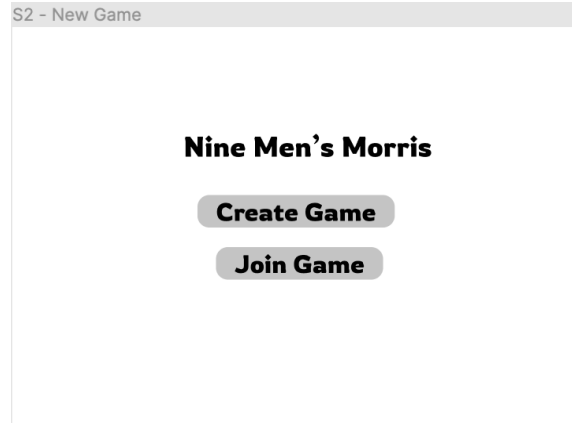 S2 - New Game
Nine Men’s Morris
Create Game
Join Game